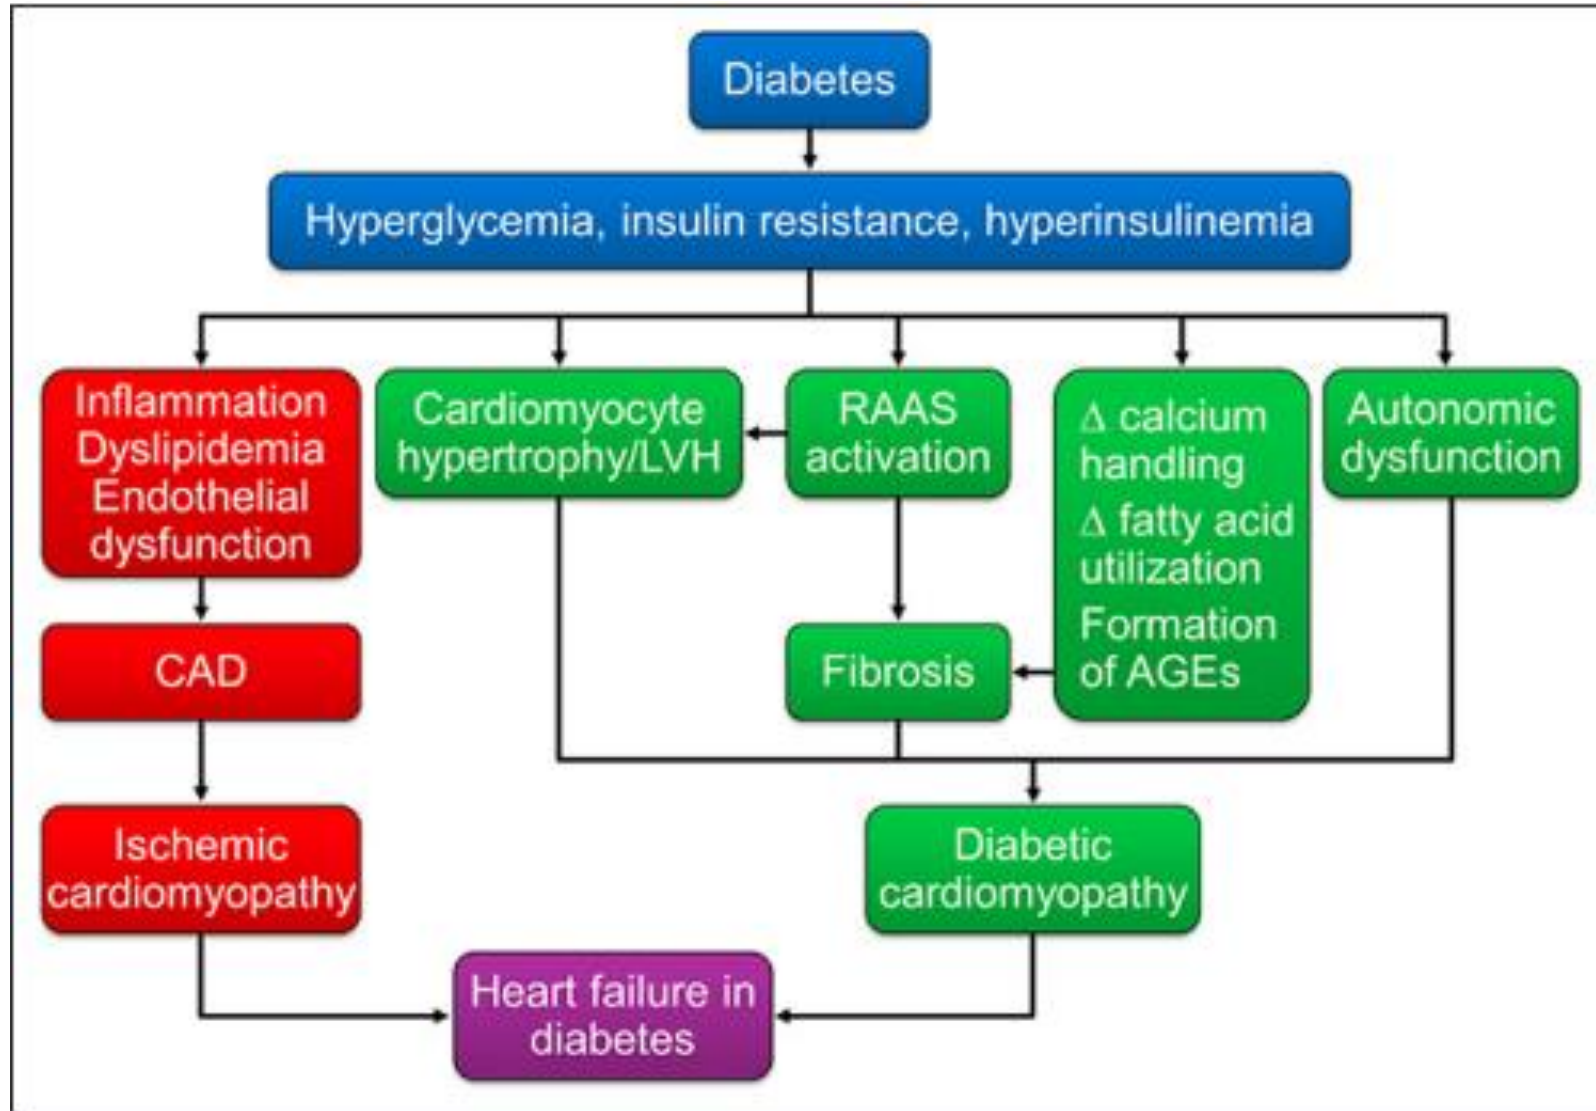 Diabetes
Hyperglycemia, insulin resistance, hyperinsulinemia
Inflammation
Dyslipidemia
Endothelial
dysfunction
Cardiomyocyte
hypertrophy/LVH
RAAS
activation
Δ calcium
handling
Δ fatty acid
utilization
Formation
of AGEs
Autonomic
dysfunction
CAD
Fibrosis
Ischemic
cardiomyopathy
Diabetic
cardiomyopathy
Heart failure in
diabetes